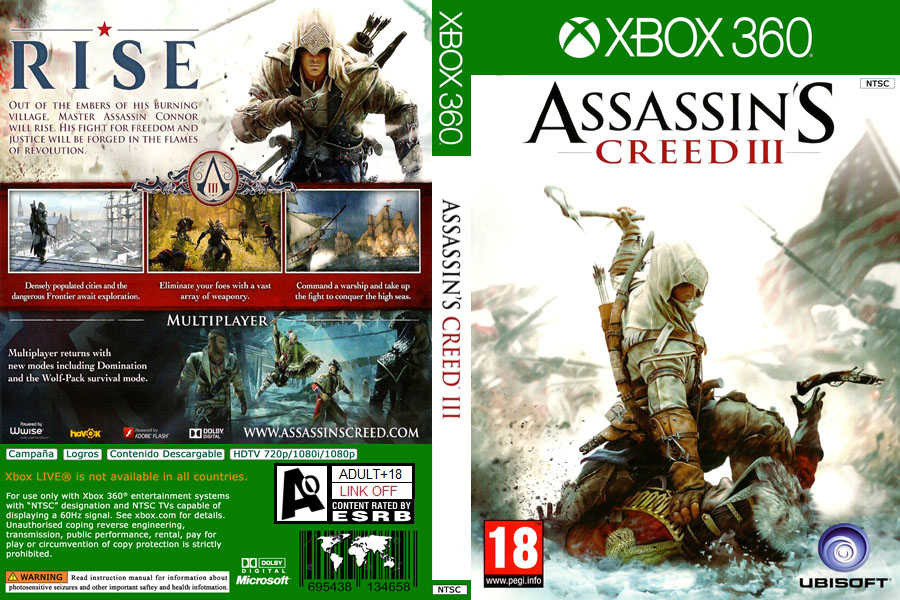 RISE
OUT OF THE EMBERS OF HIS BURNING
VILLAGE, MASTER ASSASSIN CONNOR
WILL RISE. HIS FIGHT FOR FREEDOM AND
JUSTICE WILL BE FORGED IN THE FLAMES
OF REVOLUTION.
III
Densely populated cities and the
dangerous Frontier await exploration.
Eliminate your foes with a vast
array of weaponry.
Command a warship and take up
the fight to conquer the high seas.
MULTIPLAYER
Multiplayer returns with
new modes including Domination
and the Wolf-Pack survival mode.
Powered by
Wwise
havok
Powered by
ADOBE® FLASH®
DOLBY
DIGITAL
WWW.ASSASSINSCREED.COM
Campaña
Logros
Contenido Descargable
HDTV 720p/1080i/1080p
Xbox LIVE® is not available in all countries.
For use only with Xbox 360® entertainment systems
with “NTSC” designation and NTSC TVs capable of
displaying a 60Hz signal. See xbox.com for details.
Unauthorised coping reverse engineering,
transmission, public performance, rental, pay for
play or circumvention of copy protection is strictly
prohibited.
WARNING
Read instruction manual for information about
photosensitive seizures and other important saftey and health infotmation.
AO
ADULT+18
LINK OFF
CONTENT RATED BY
ESRB
DOLBY
DIGITAL
Microsoft®
695438 134658
XBOX 360®
ASSASSIN'S CREED® III
NTSC
XBOX 360®
NTSC
ASSASSIN'S
CREED III
18
www.pegi.info
UBISOFT®